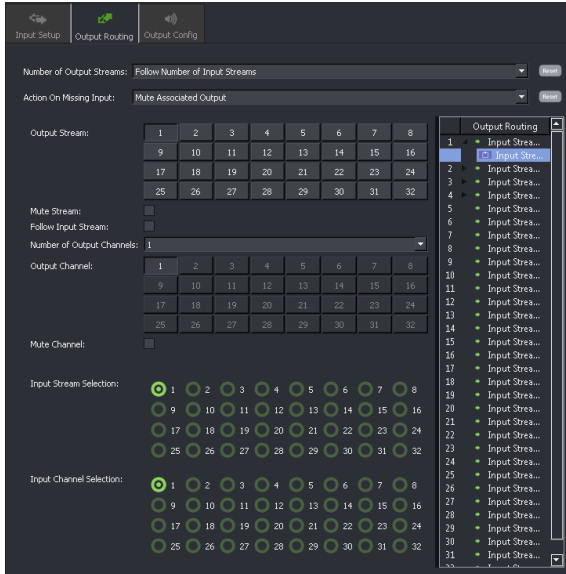 Input Setup Output Routing Output Config
Number of Output Streams: Follow Number of Input Streams Reset
Action On Missing Input: Mute Associated Output Reset
Output Stream:
1 2 3 4 5 6 7 8
9 10 11 12 13 14 15 16
17 18 19 20 21 22 23 24
25 26 27 28 29 30 31 32
Mute Stream:
Follow Input Stream:
Number of Output Channels: 1
Output Channel:
1 2 3 4 5 6 7 8
9 10 11 12 13 14 15 16
17 18 19 20 21 22 23 24
25 26 27 28 29 30 31 32
Mute Channel:
Input Stream Selection:
1 2 3 4 5 6 7 8
9 10 11 12 13 14 15 16
17 18 19 20 21 22 23 24
25 26 27 28 29 30 31 32
Input Channel Selection:
1 2 3 4 5 6 7 8
9 10 11 12 13 14 15 16
17 18 19 20 21 22 23 24
25 26 27 28 29 30 31 32
Output Routing
1 Input Strea...
Input Stre...
2 Input Strea...
3 Input Strea...
4 Input Strea...
5 Input Strea...
6 Input Strea...
7 Input Strea...
8 Input Strea...
9 Input Strea...
10 Input Strea...
11 Input Strea...
12 Input Strea...
13 Input Strea...
14 Input Strea...
15 Input Strea...
16 Input Strea...
17 Input Strea...
18 Input Strea...
19 Input Strea...
20 Input Strea...
21 Input Strea...
22 Input Strea...
23 Input Strea...
24 Input Strea...
25 Input Strea...
26 Input Strea...
27 Input Strea...
28 Input Strea...
29 Input Strea...
30 Input Strea...
31 Input Strea...